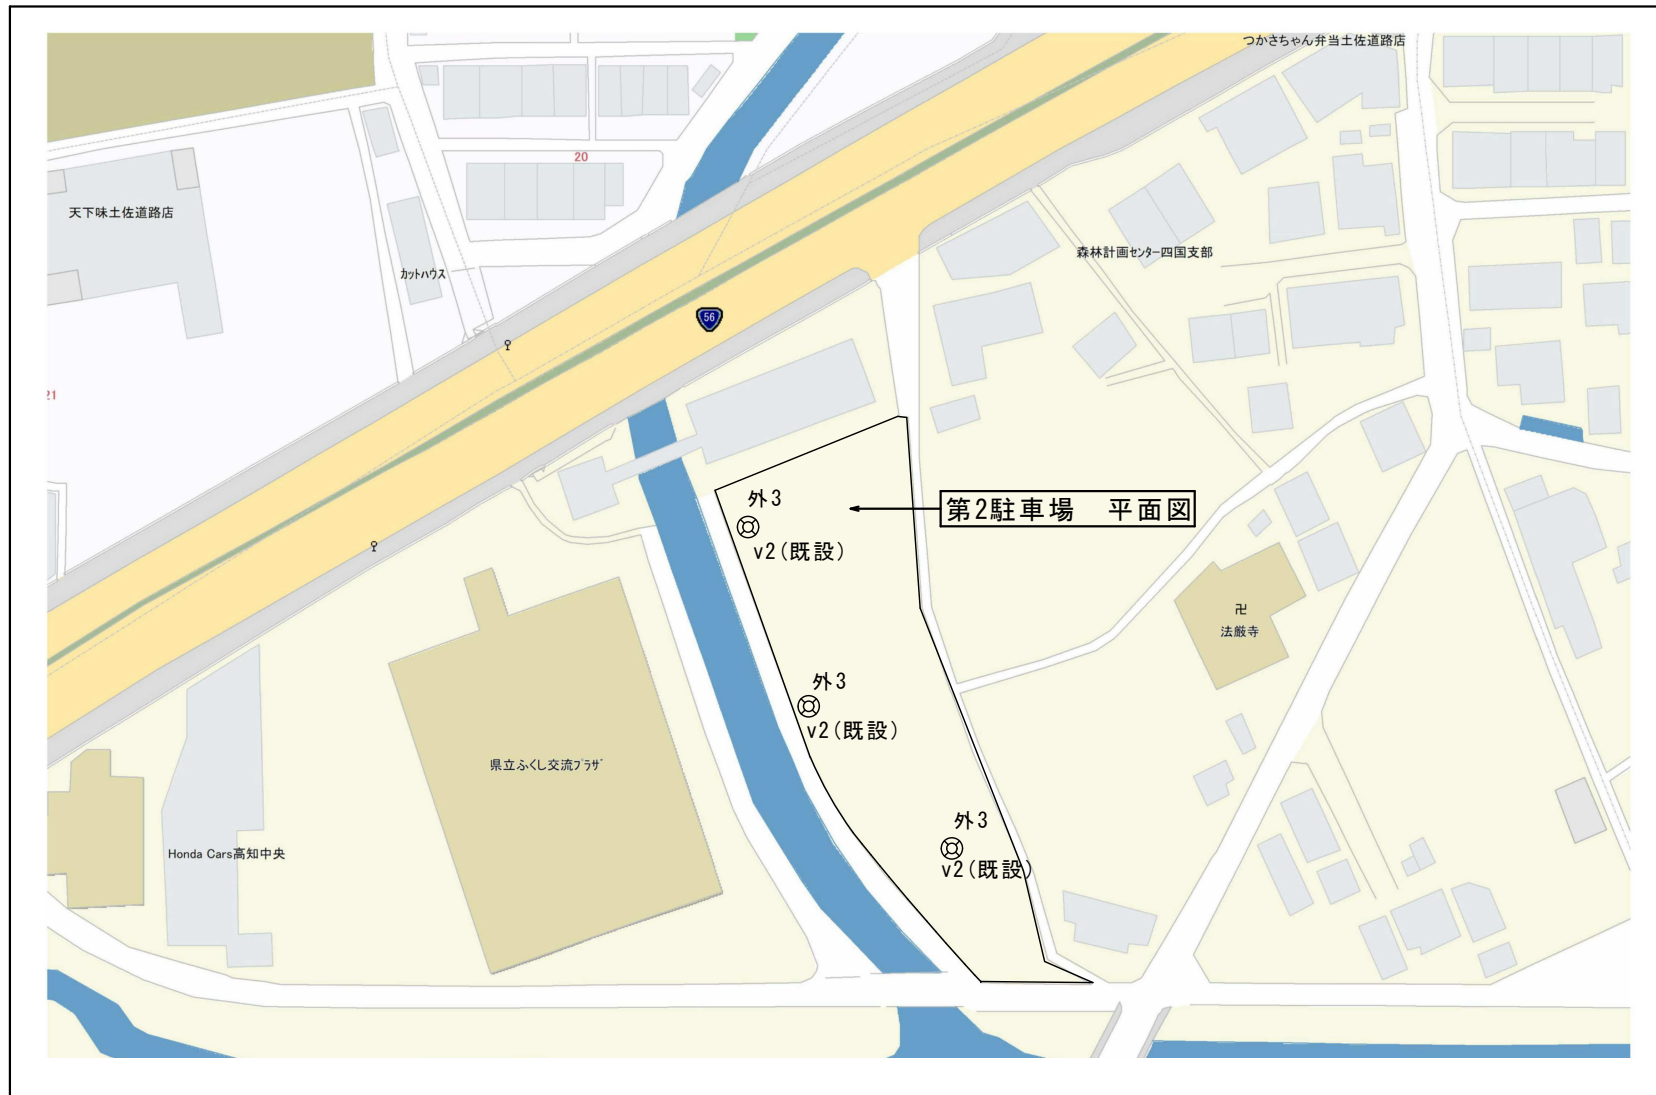 つかさちゃん弁当土佐道路店
20
天下味土佐道路店
カットハウス
森林計画センター四国支部
56
21
外3
v2(既設)
第2駐車場　平面図
卍
法厳寺
外3
v2(既設)
県立ふくし交流プラザ
外3
v2(既設)
Honda Cars高知中央